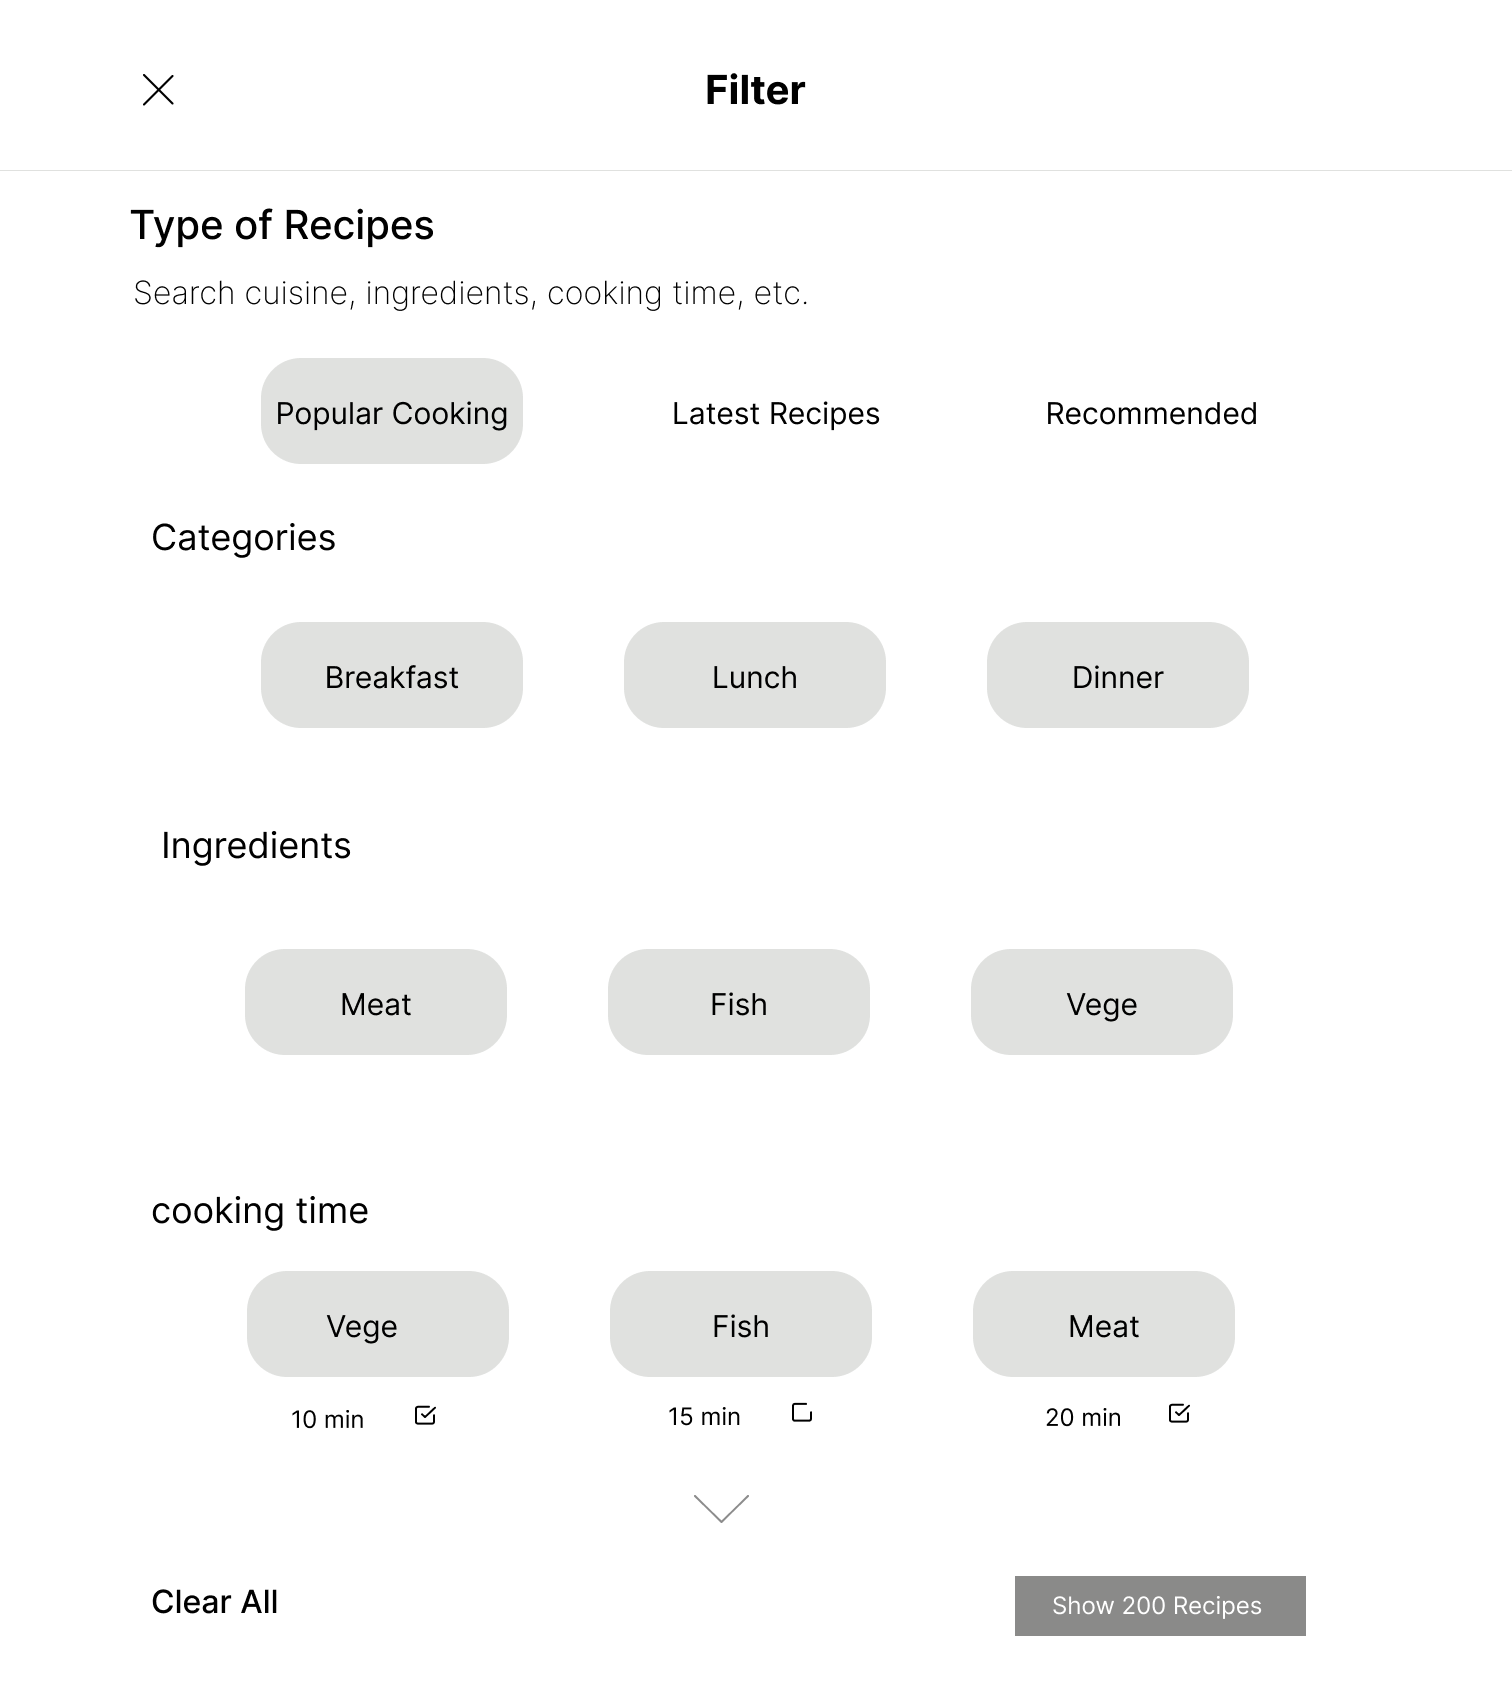 Filter
Type of Recipes
Search cuisine, ingredients, cooking time, etc.
Popular Cooking Latest Recipes Recommended
Categories
Breakfast Lunch Dinner
Ingredients
Meat Fish Vege
cooking time
Vege Fish Meat
10 min 15 min 20 min
Clear All Show 200 Recipes